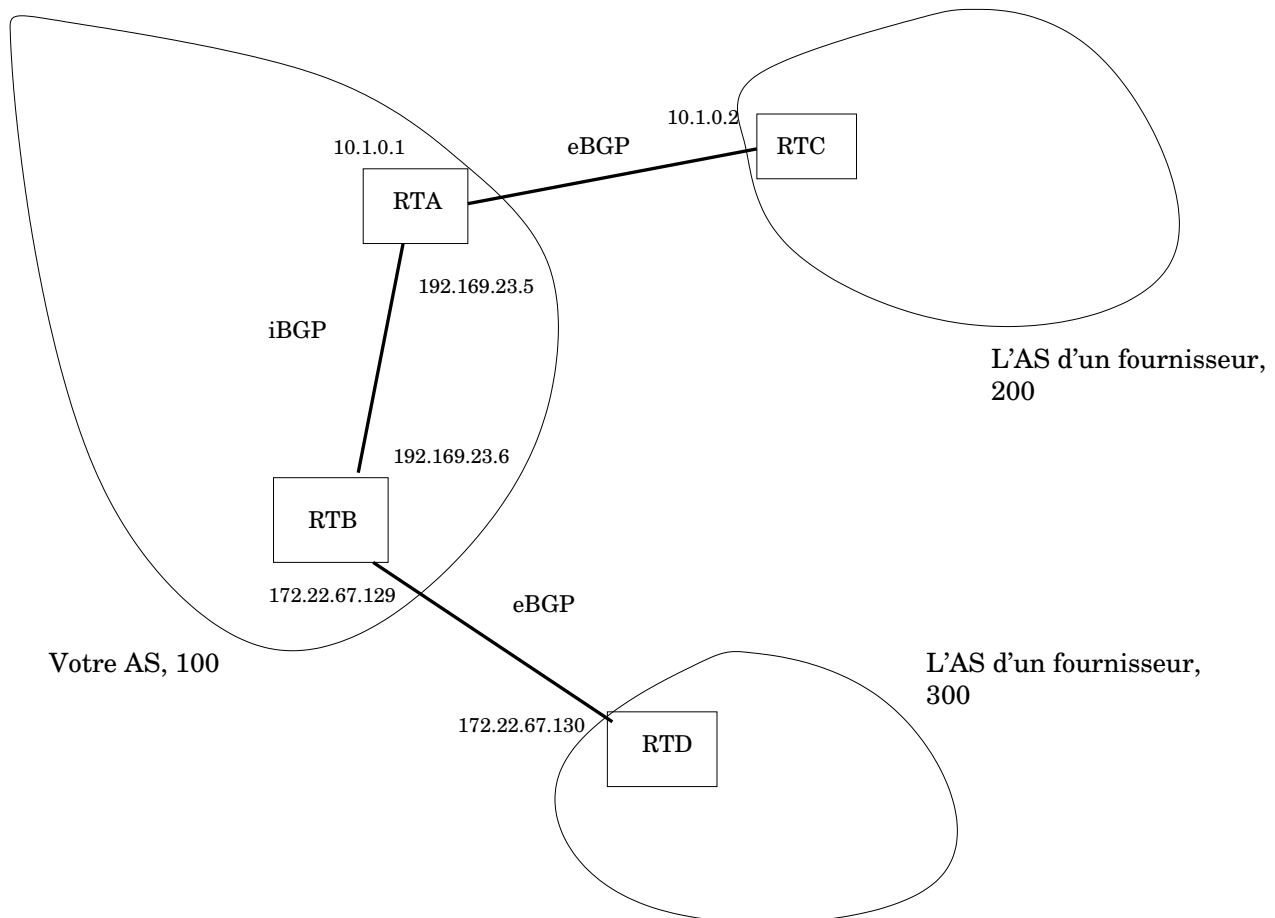 10.1.0.2
eBGP
RTC
10.1.0.1
RTA
192.169.23.5
iBGP
L'AS d'un fournisseur,
200
192.169.23.6
RTB
172.22.67.129
eBGP
Votre AS, 100
L'AS d'un fournisseur,
300
172.22.67.130
RTD